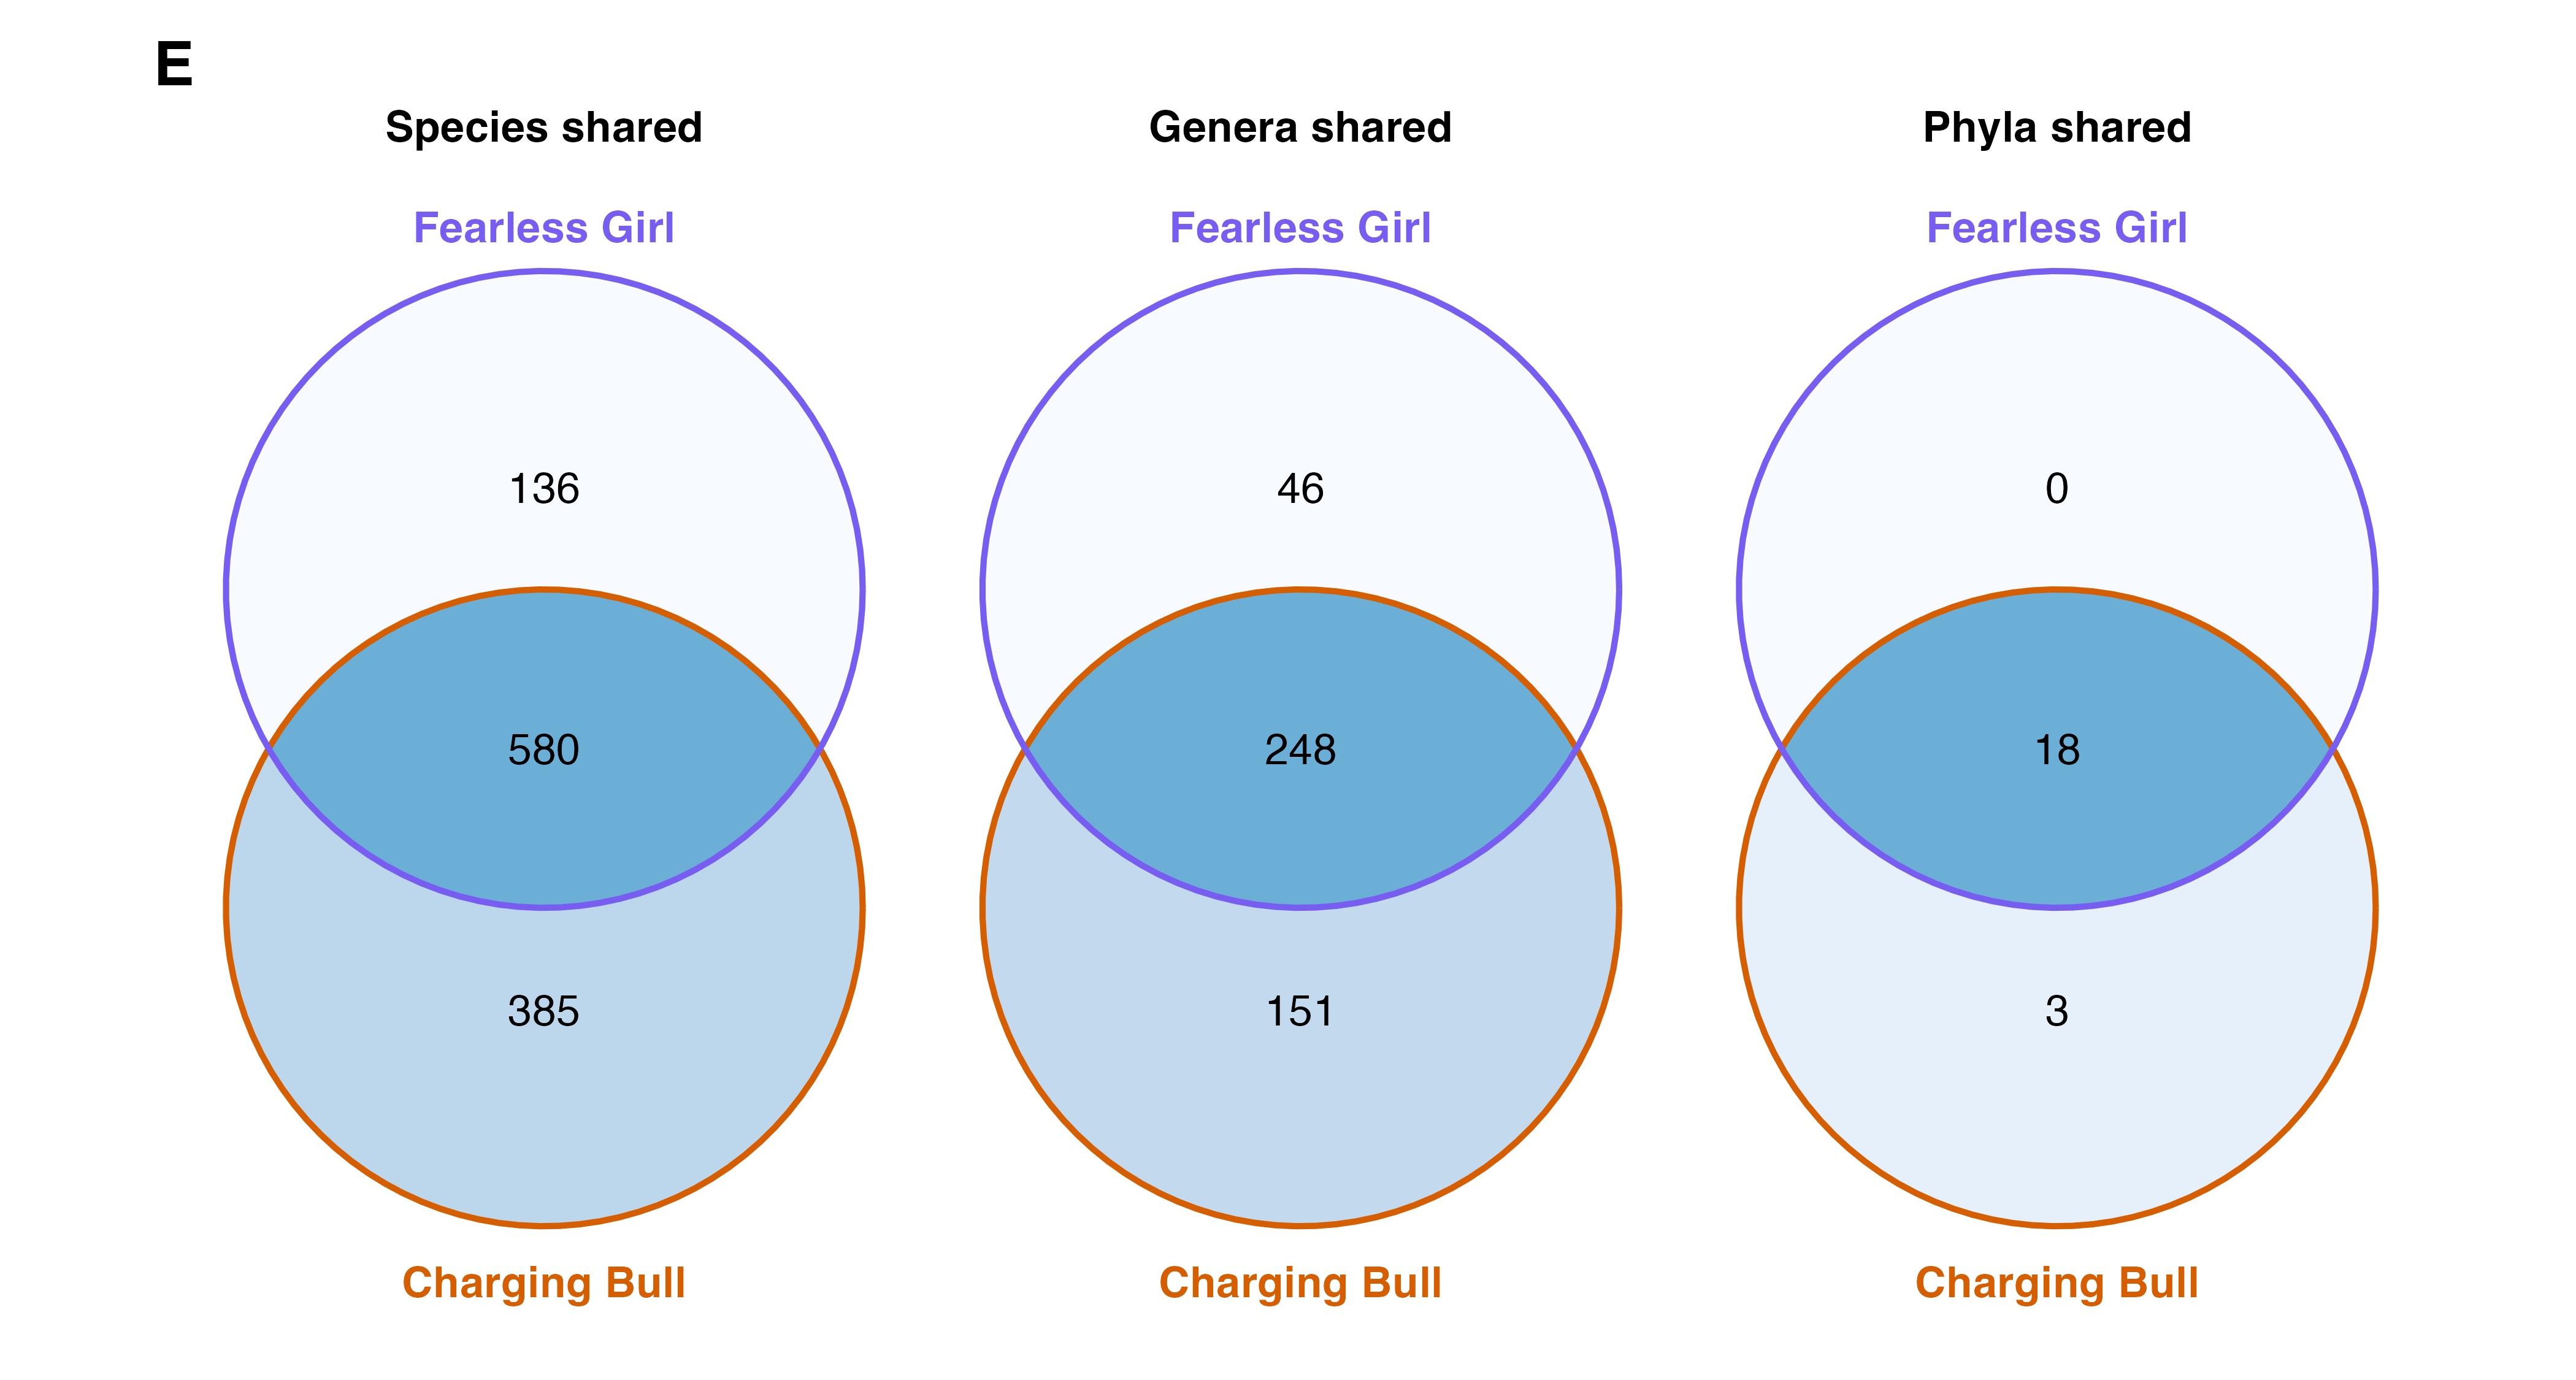 E
Species shared
Genera shared
Phyla shared
Fearless Girl
Fearless Girl
Fearless Girl
136
46
0
580
248
18
385
151
3
Charging Bull
Charging Bull
Charging Bull